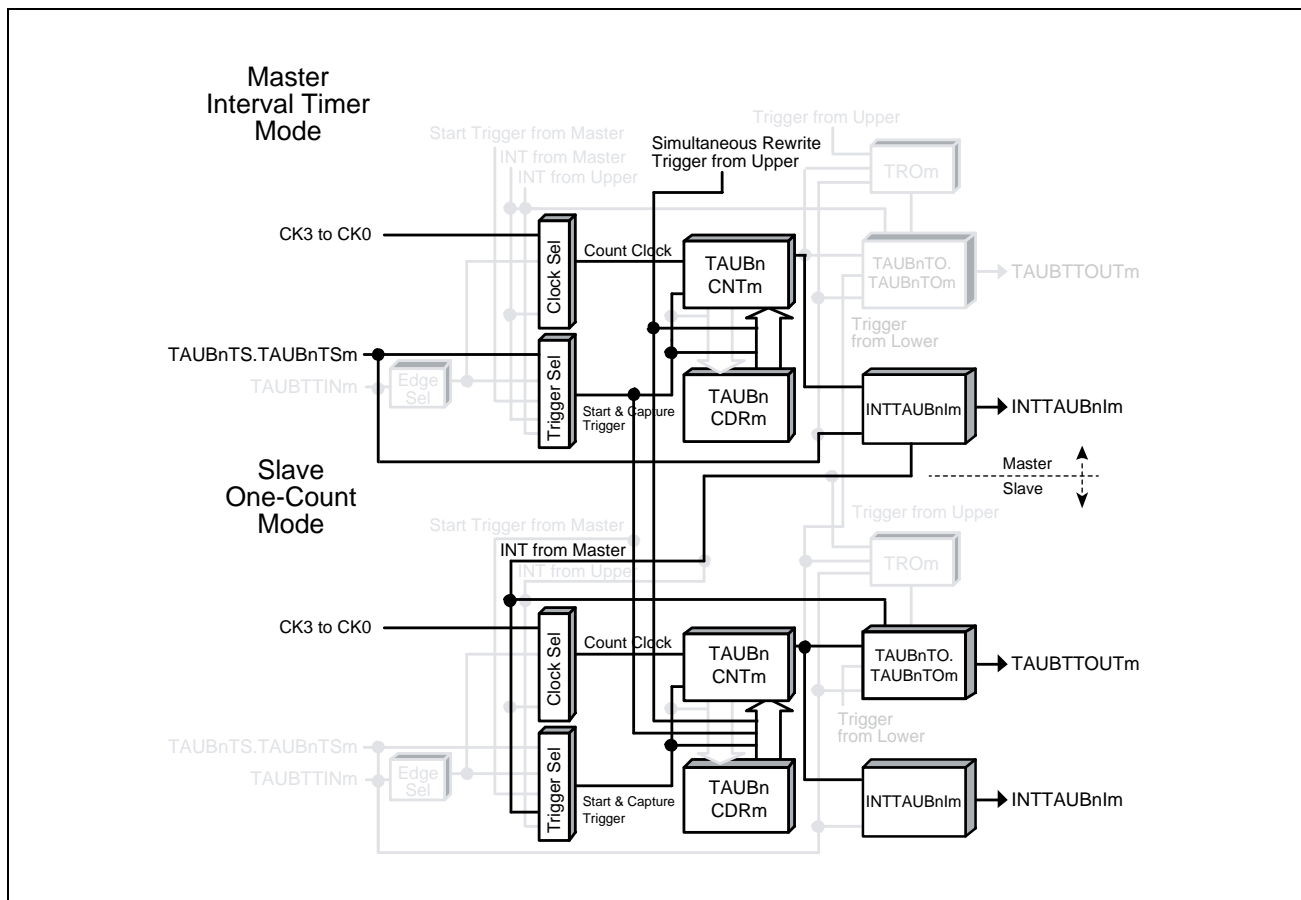 Master
Interval Timer
Mode
Start Trigger from Master
INT from Master
INT from Upper
Simultaneous Rewrite
Trigger from Upper
Trigger from Upper
TROm
CK3 to CK0
Clock Sel
Count Clock
TAUBn
CNTm
TAUBnTO.
TAUBnTOm
TAUBTTOUTm
Trigger
from Lower
TAUBnTS.TAUBnTSm
TAUBTTINm
Edge
Sel
Trigger Sel
Start & Capture
Trigger
TAUBn
CDRm
INTTAUBnIm
INTTAUBnIm
Master
Slave
Slave
One-Count
Mode
Start Trigger from Master
INT from Master
INT from Upper
Trigger from Upper
TROm
CK3 to CK0
Clock Sel
Count Clock
TAUBn
CNTm
TAUBnTO.
TAUBnTOm
TAUBTTOUTm
Trigger
from Lower
TAUBnTS.TAUBnTSm
TAUBTTINm
Edge
Sel
Trigger Sel
Start & Capture
Trigger
TAUBn
CDRm
INTTAUBnIm
INTTAUBnIm